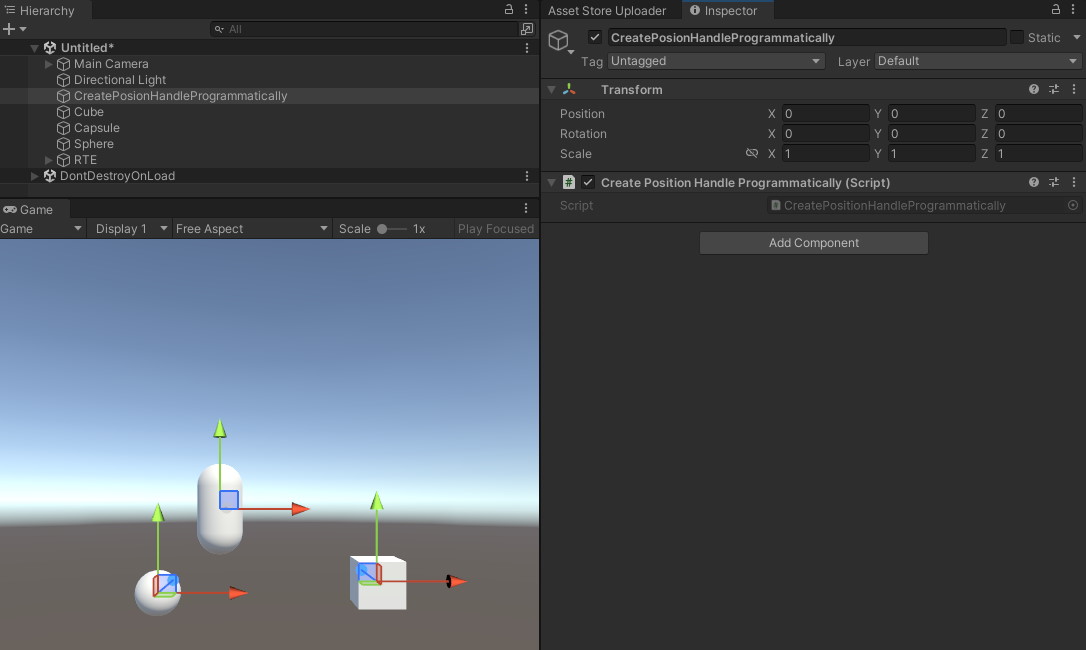 Hierarchy
All
Untitled*
Main Camera
Directional Light
CreatePosionHandleProgrammatically
Cube
Capsule
Sphere
RTE
DontDestroyOnLoad
Game
Game Display 1 Free Aspect Scale 1x Play Focused
Asset Store Uploader Inspector
CreatePosionHandleProgrammatically Static
Tag Untagged Layer Default
Transform
Position X 0 Y 0 Z 0
Rotation X 0 Y 0 Z 0
Scale X 1 Y 1 Z 1
# Create Position Handle Programmatically (Script)
Script CreatePositionHandleProgrammatically
Add Component